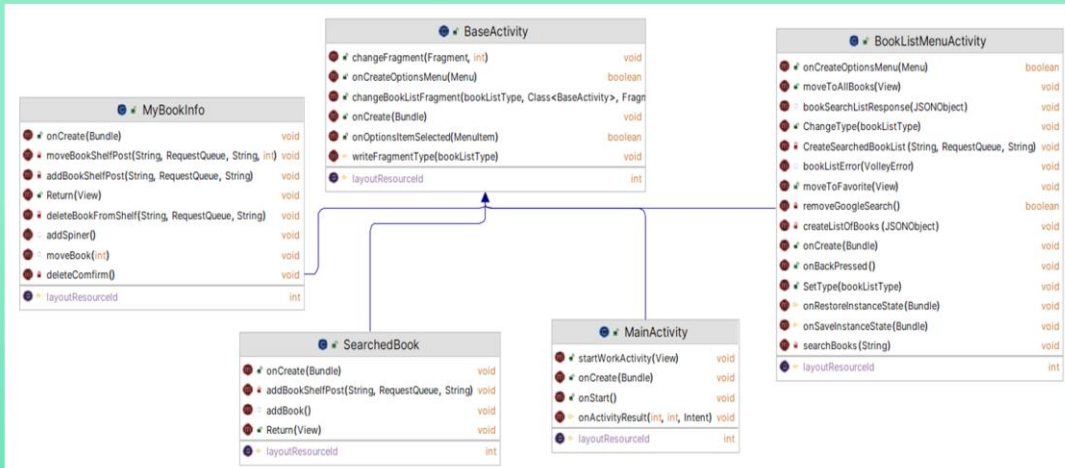 BaseActivity
changeFragment(Fragment, int) void
onCreateOptionsMenu(Menu) boolean
changeBookListFragment(bookListType, Class<BaseActivity>, Fragn
onCreate(Bundle) void
onOptionsItemSelected(MenuItem) boolean
writeFragmentType(bookListType) void
layoutResourceId int
BookListMenuActivity
onCreateOptionsMenu(Menu) boolean
moveToAllBooks(View) void
bookSearchListResponse(JSONObject) void
ChangeType(bookListType) void
CreateSearchedBookList (String, RequestQueue, String) void
bookListError(VolleyError) void
moveToFavorite(View) void
removeGoogleSearch() boolean
createListOfBooks (JSONObject) void
onCreate(Bundle) void
onBackPressed() void
SetType(bookListType) void
onRestoreInstanceState(Bundle) void
onSaveInstanceState(Bundle) void
searchBooks(String) void
layoutResourceId int
MyBookInfo
onCreate(Bundle) void
moveBookShelfPost(String, RequestQueue, String, int) void
addBookShelfPost(String, RequestQueue, String) void
Return(View) void
deleteBookFromShelf(String, RequestQueue, String) void
addSpiner() void
moveBook(int) void
deleteComfirm() void
layoutResourceId int
SearchedBook
onCreate(Bundle) void
addBookShelfPost(String, RequestQueue, String) void
addBook() void
Return(View) void
layoutResourceId int
MainActivity
startWorkActivity(View) void
onCreate(Bundle) void
onStart() void
onActivityResult(int, int, Intent) void
layoutResourceId int